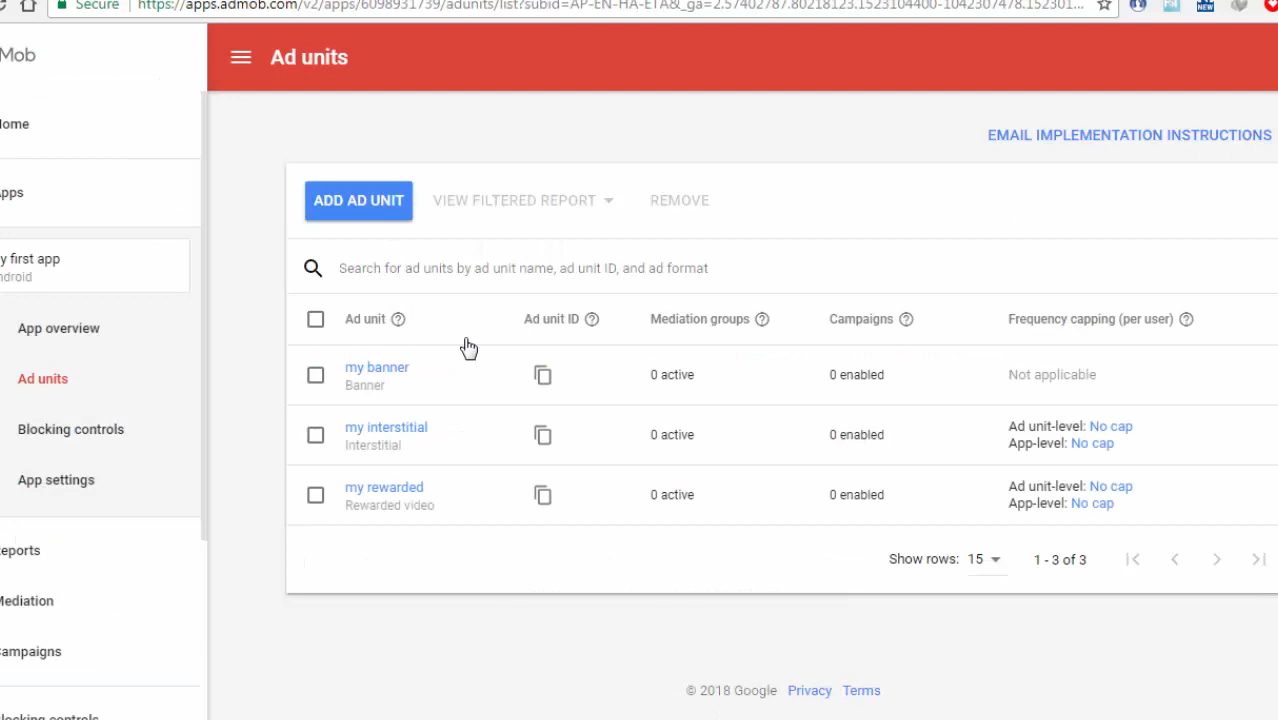 Secure https://apps.admob.com/v2/apps/6098931739/adunits/list?subid=AP-EN-HA-ETA&_ga=2.57402787.80218123.1523104400-1042307478.152301...
Mob
Ad units
ome
EMAIL IMPLEMENTATION INSTRUCTIONS
pps
ADD AD UNIT VIEW FILTERED REPORT REMOVE
y first app
ndroid
Search for ad units by ad unit name, ad unit ID, and ad format
App overview
Ad unit Ad unit ID Mediation groups Campaigns Frequency capping (per user)
Ad units
my banner 0 active 0 enabled Not applicable
Banner
Blocking controls
my interstitial 0 active 0 enabled Ad unit-level: No cap
Interstitial App-level: No cap
App settings
my rewarded 0 active 0 enabled Ad unit-level: No cap
Rewarded video App-level: No cap
eports
Show rows: 15 1 - 3 of 3
Mediation
ampaigns
© 2018 Google Privacy Terms
locking controls
NEW